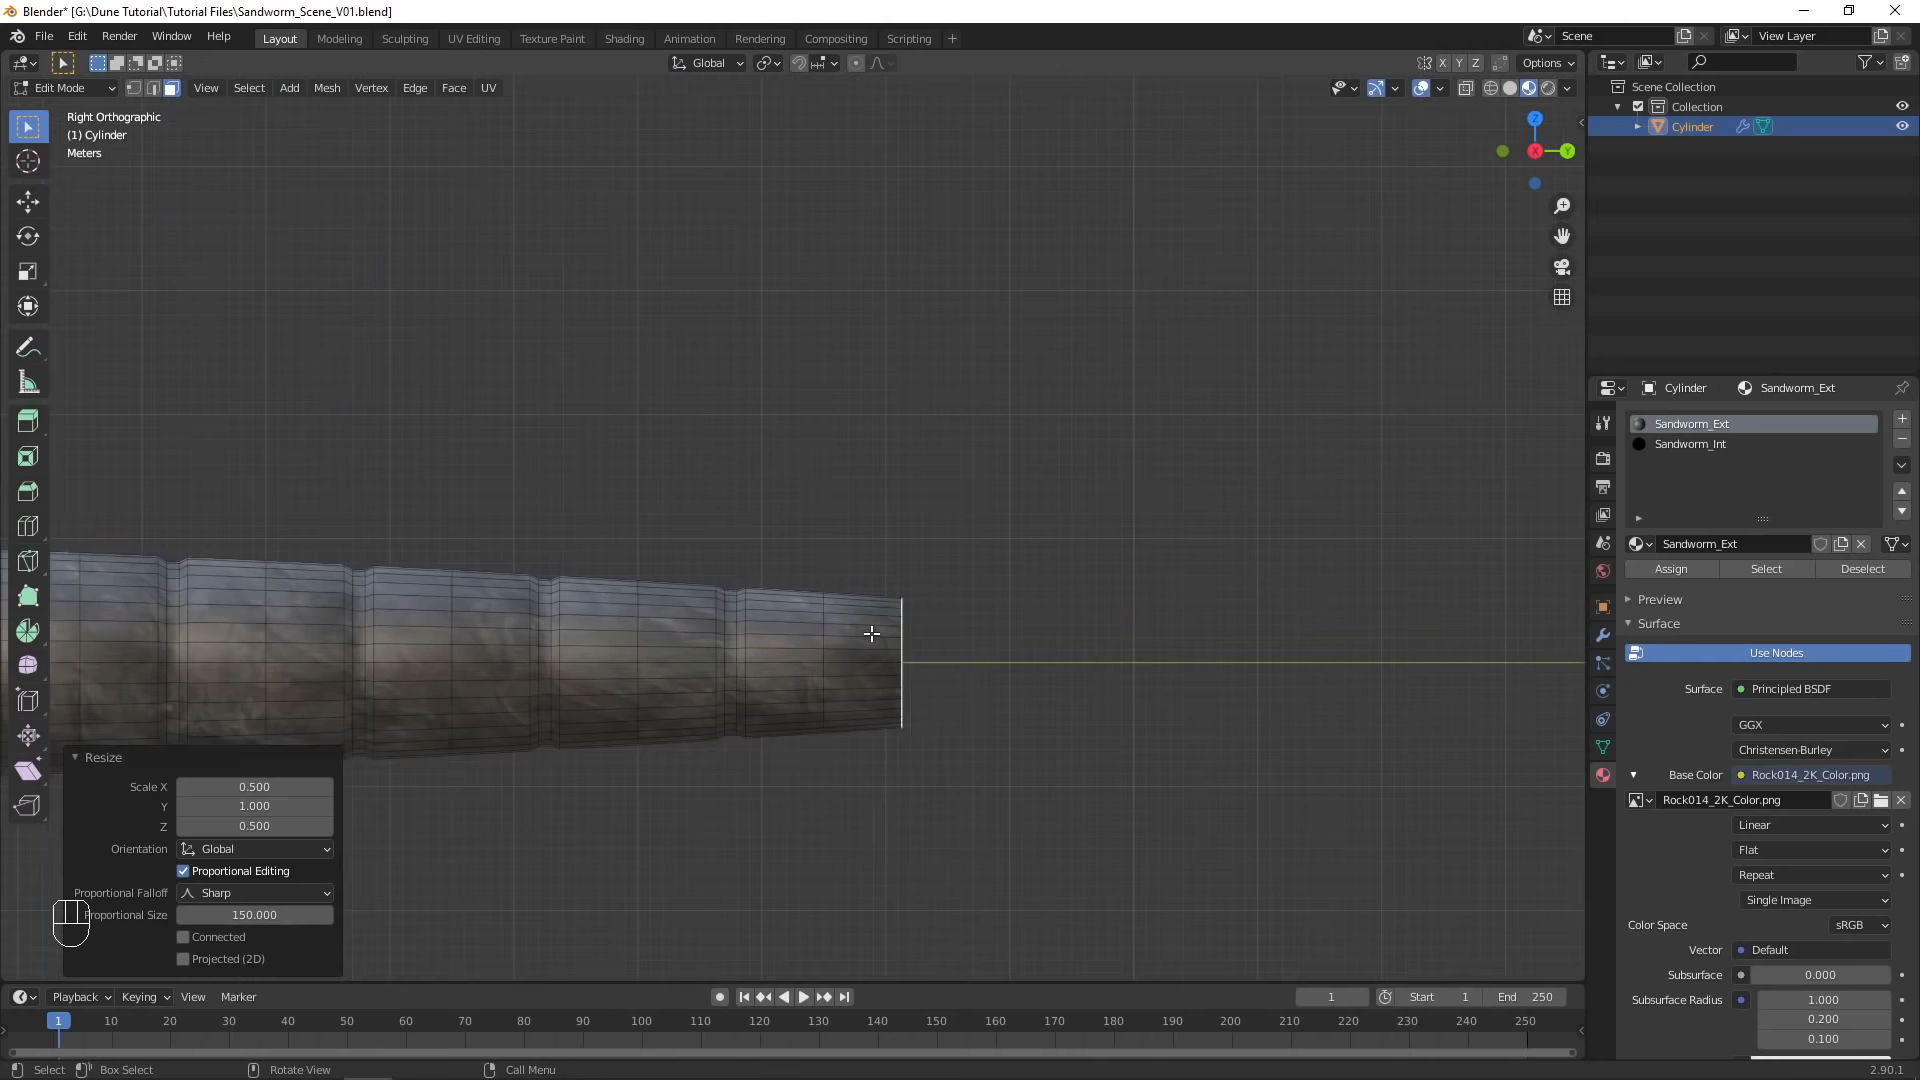 Blender* [G:\Dune Tutorial\Tutorial Files\Sandworm_Scene_V01.blend]
File Edit Render Window Help
Layout Modeling Sculpting UV Editing Texture Paint Shading Animation Rendering Compositing Scripting +
Scene
View Layer
Global
X Y Z
Options
Edit Mode
View Select Add Mesh Vertex Edge Face UV
Right Orthographic
(1) Cylinder
Meters
Z
X
Y
Scene Collection
Collection
Cylinder
Cylinder
Sandworm_Ext
Sandworm_Ext
Sandworm_Int
Sandworm_Ext
Assign Select Deselect
Preview
Surface
Use Nodes
Surface Principled BSDF
GGX
Christensen-Burley
Base Color Rock014_2K_Color.png
Rock014_2K_Color.png
Linear
Flat
Repeat
Single Image
Color Space sRGB
Vector Default
Subsurface 0.000
Subsurface Radius 1.000
0.200
0.100
Resize
Scale X 0.500
Y 1.000
Z 0.500
Orientation Global
Proportional Editing
Proportional Falloff Sharp
Proportional Size 150.000
Connected
Projected (2D)
Playback Keying View Marker
1
Start 1
End 250
1 10 20 30 40 50 60 70 80 90 100 110 120 130 140 150 160 170 180 190 200 210 220 230 240 250
Select Box Select Rotate View Call Menu
2.90.1